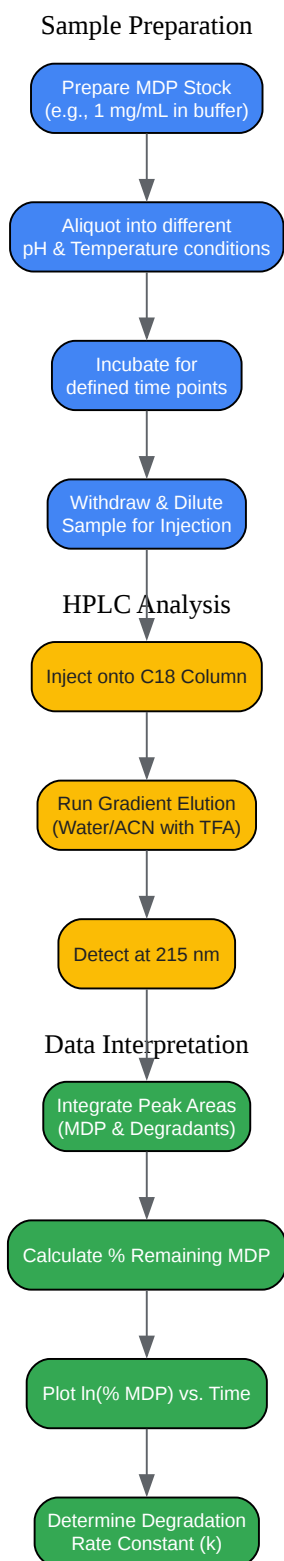 Sample Preparation
Prepare MDP Stock
(e.g., 1 mg/mL in buffer)
Aliquot into different
pH & Temperature conditions
Incubate for
defined time points
Withdraw & Dilute
Sample for Injection
HPLC Analysis
Inject onto C18 Column
Run Gradient Elution
(Water/ACN with TFA)
Detect at 215 nm
Data Interpretation
Integrate Peak Areas
(MDP & Degradants)
Calculate % Remaining MDP
Plot ln(% MDP) vs. Time
Determine Degradation
Rate Constant (k)